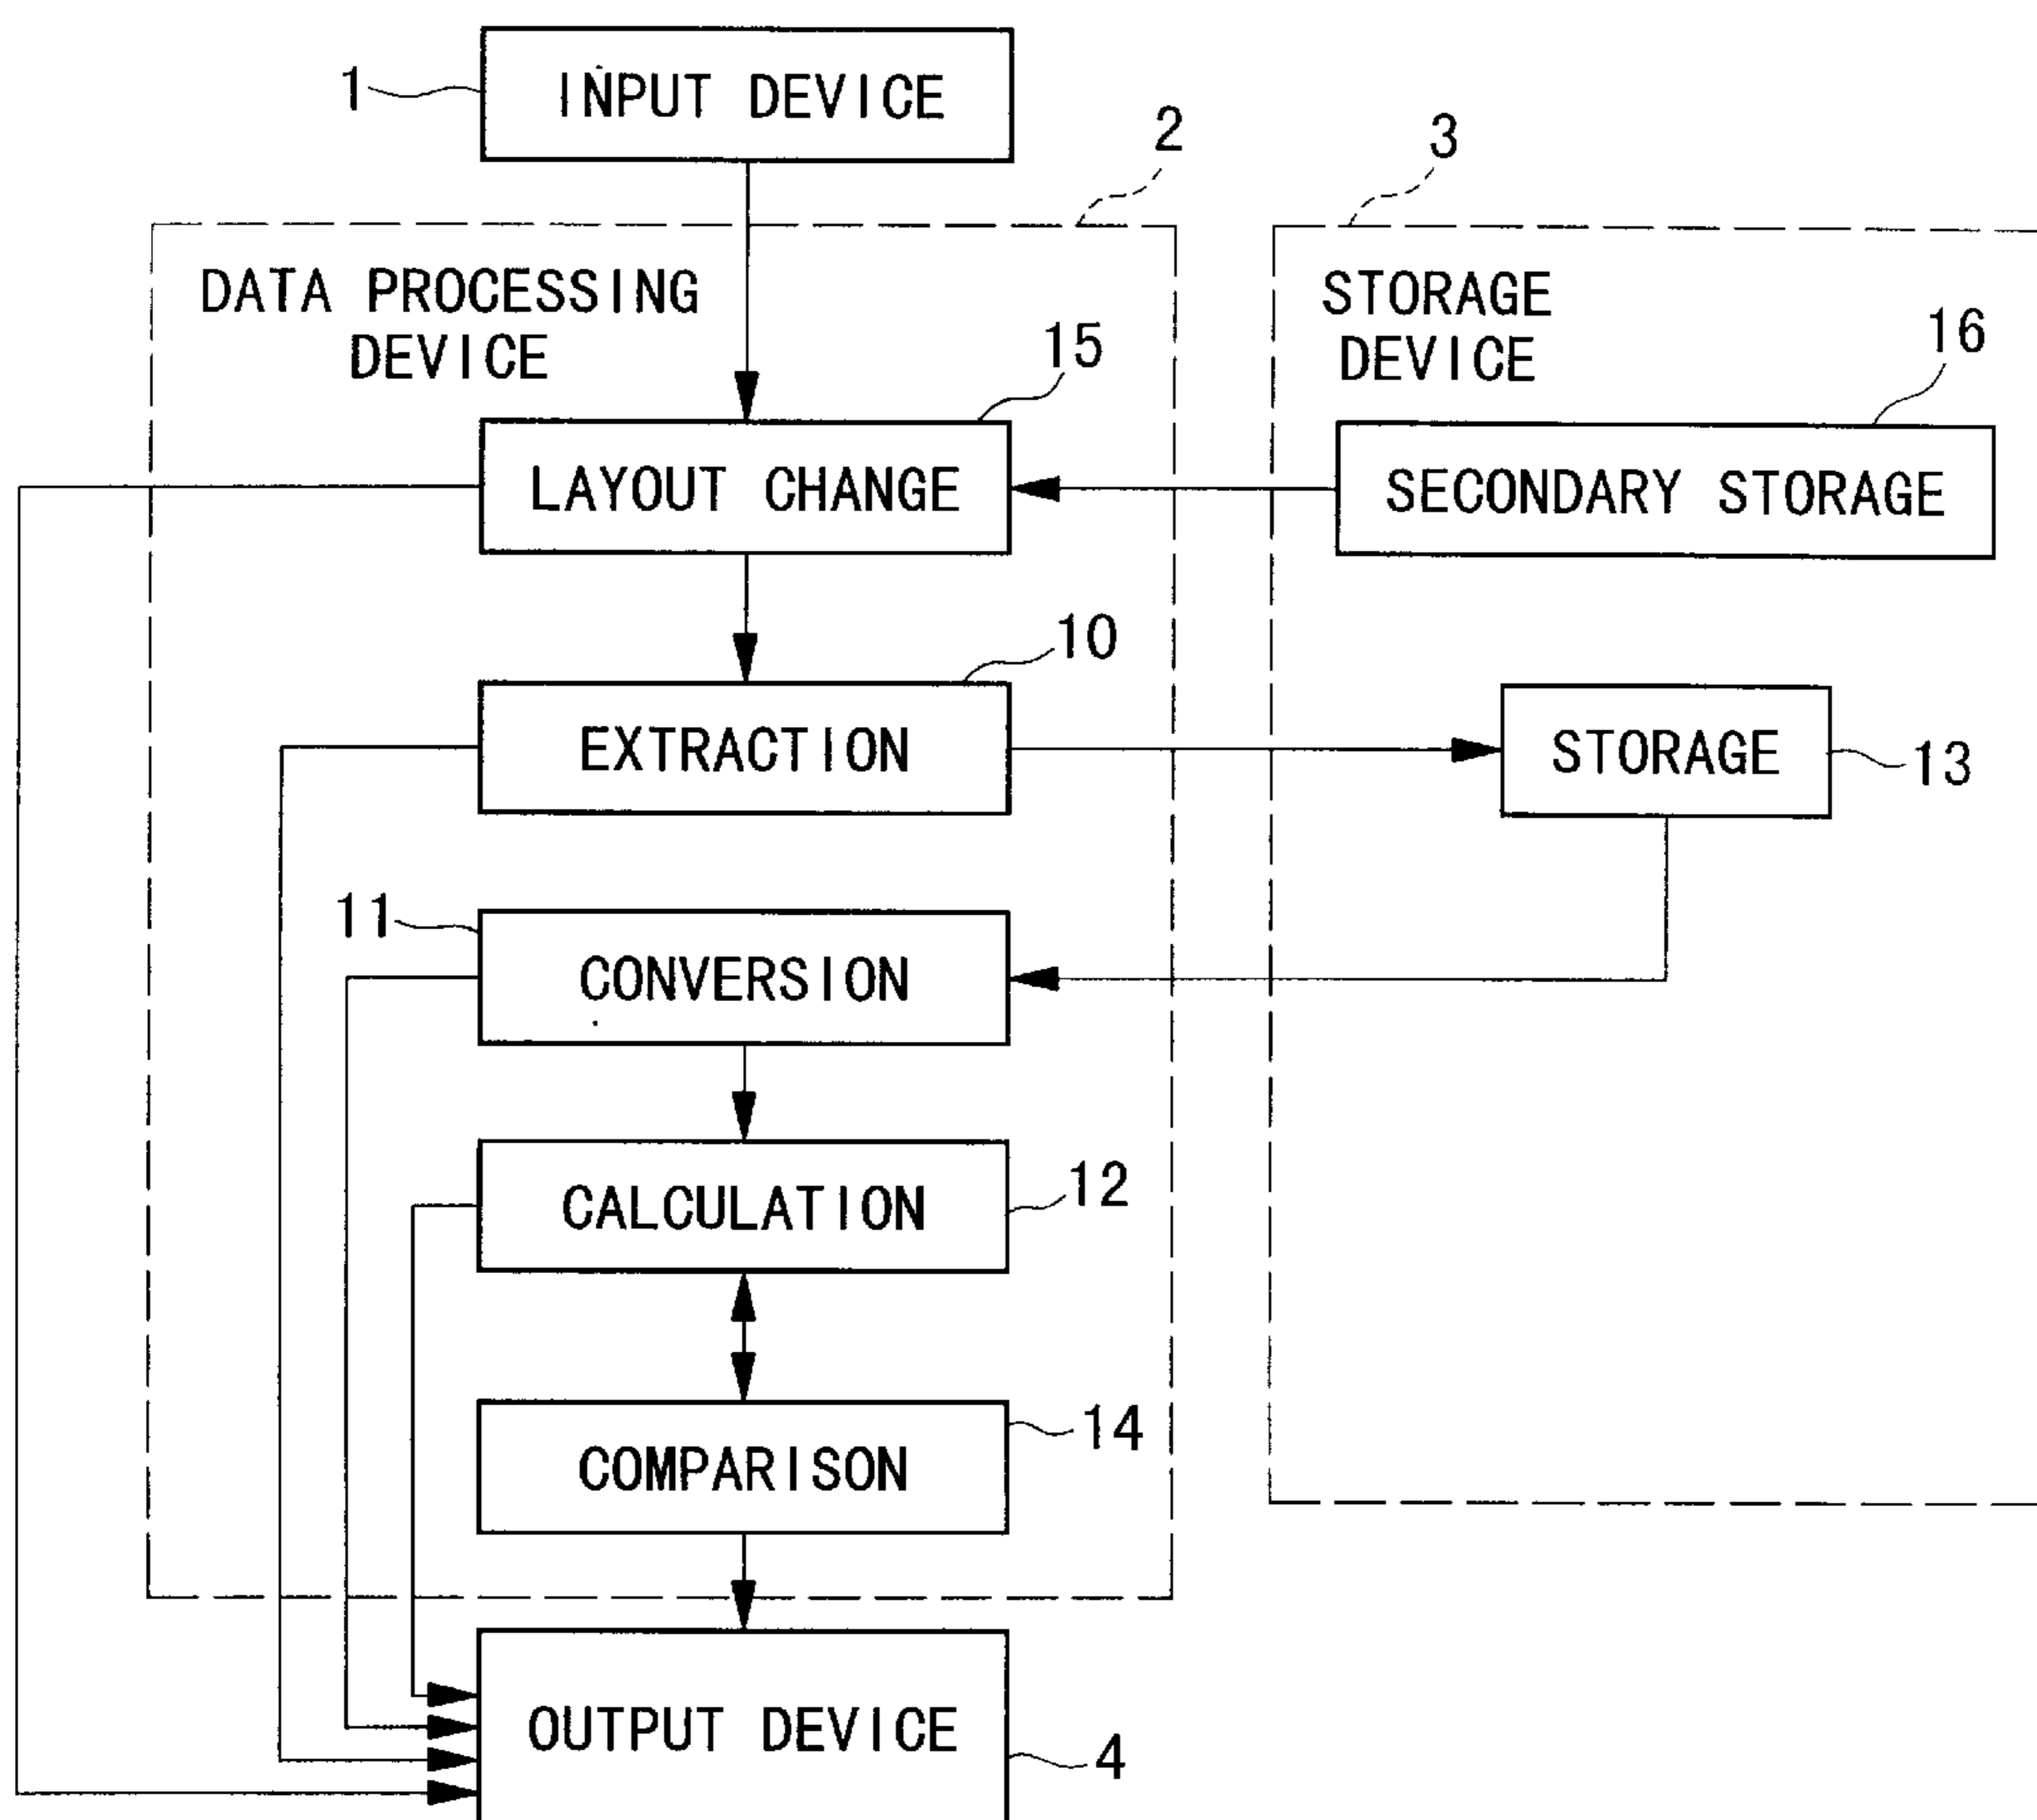 1
INPUT DEVICE
2
3
DATA PROCESSING
DEVICE
STORAGE
DEVICE
15
16
LAYOUT CHANGE
SECONDARY STORAGE
10
EXTRACTION
STORAGE
13
11
CONVERSION
12
CALCULATION
14
COMPARISON
OUTPUT DEVICE
4